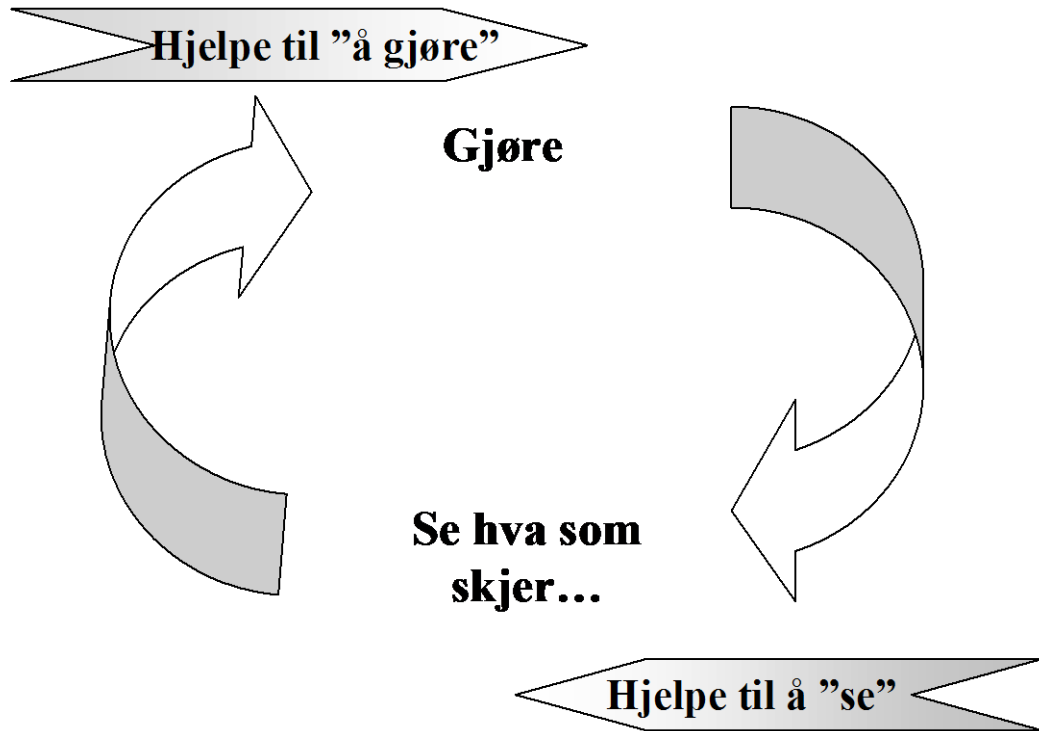 Hjelpe til ”å gjøre”
Gjøre
Se hva som
skjer…
Hjelpe til å ”se”